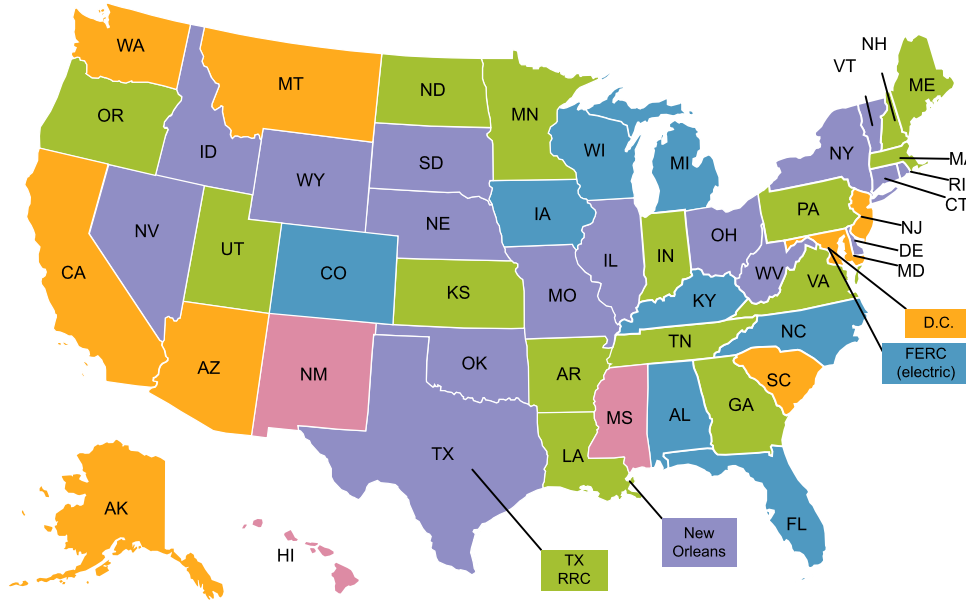 WA
MT
ND
MN
OR
ID
WY
SD
WI
MI
NH
VT
ME
NY
MA
RI
CT
NV
UT
CO
NE
IA
IL
IN
OH
PA
NJ
DE
MD
CA
KS
MO
KY
WV
VA
D.C.
FERC
(electric)
AZ
NM
OK
AR
TN
NC
SC
TX
LA
MS
AL
GA
FL
AK
HI
TX
RRC
New
Orleans